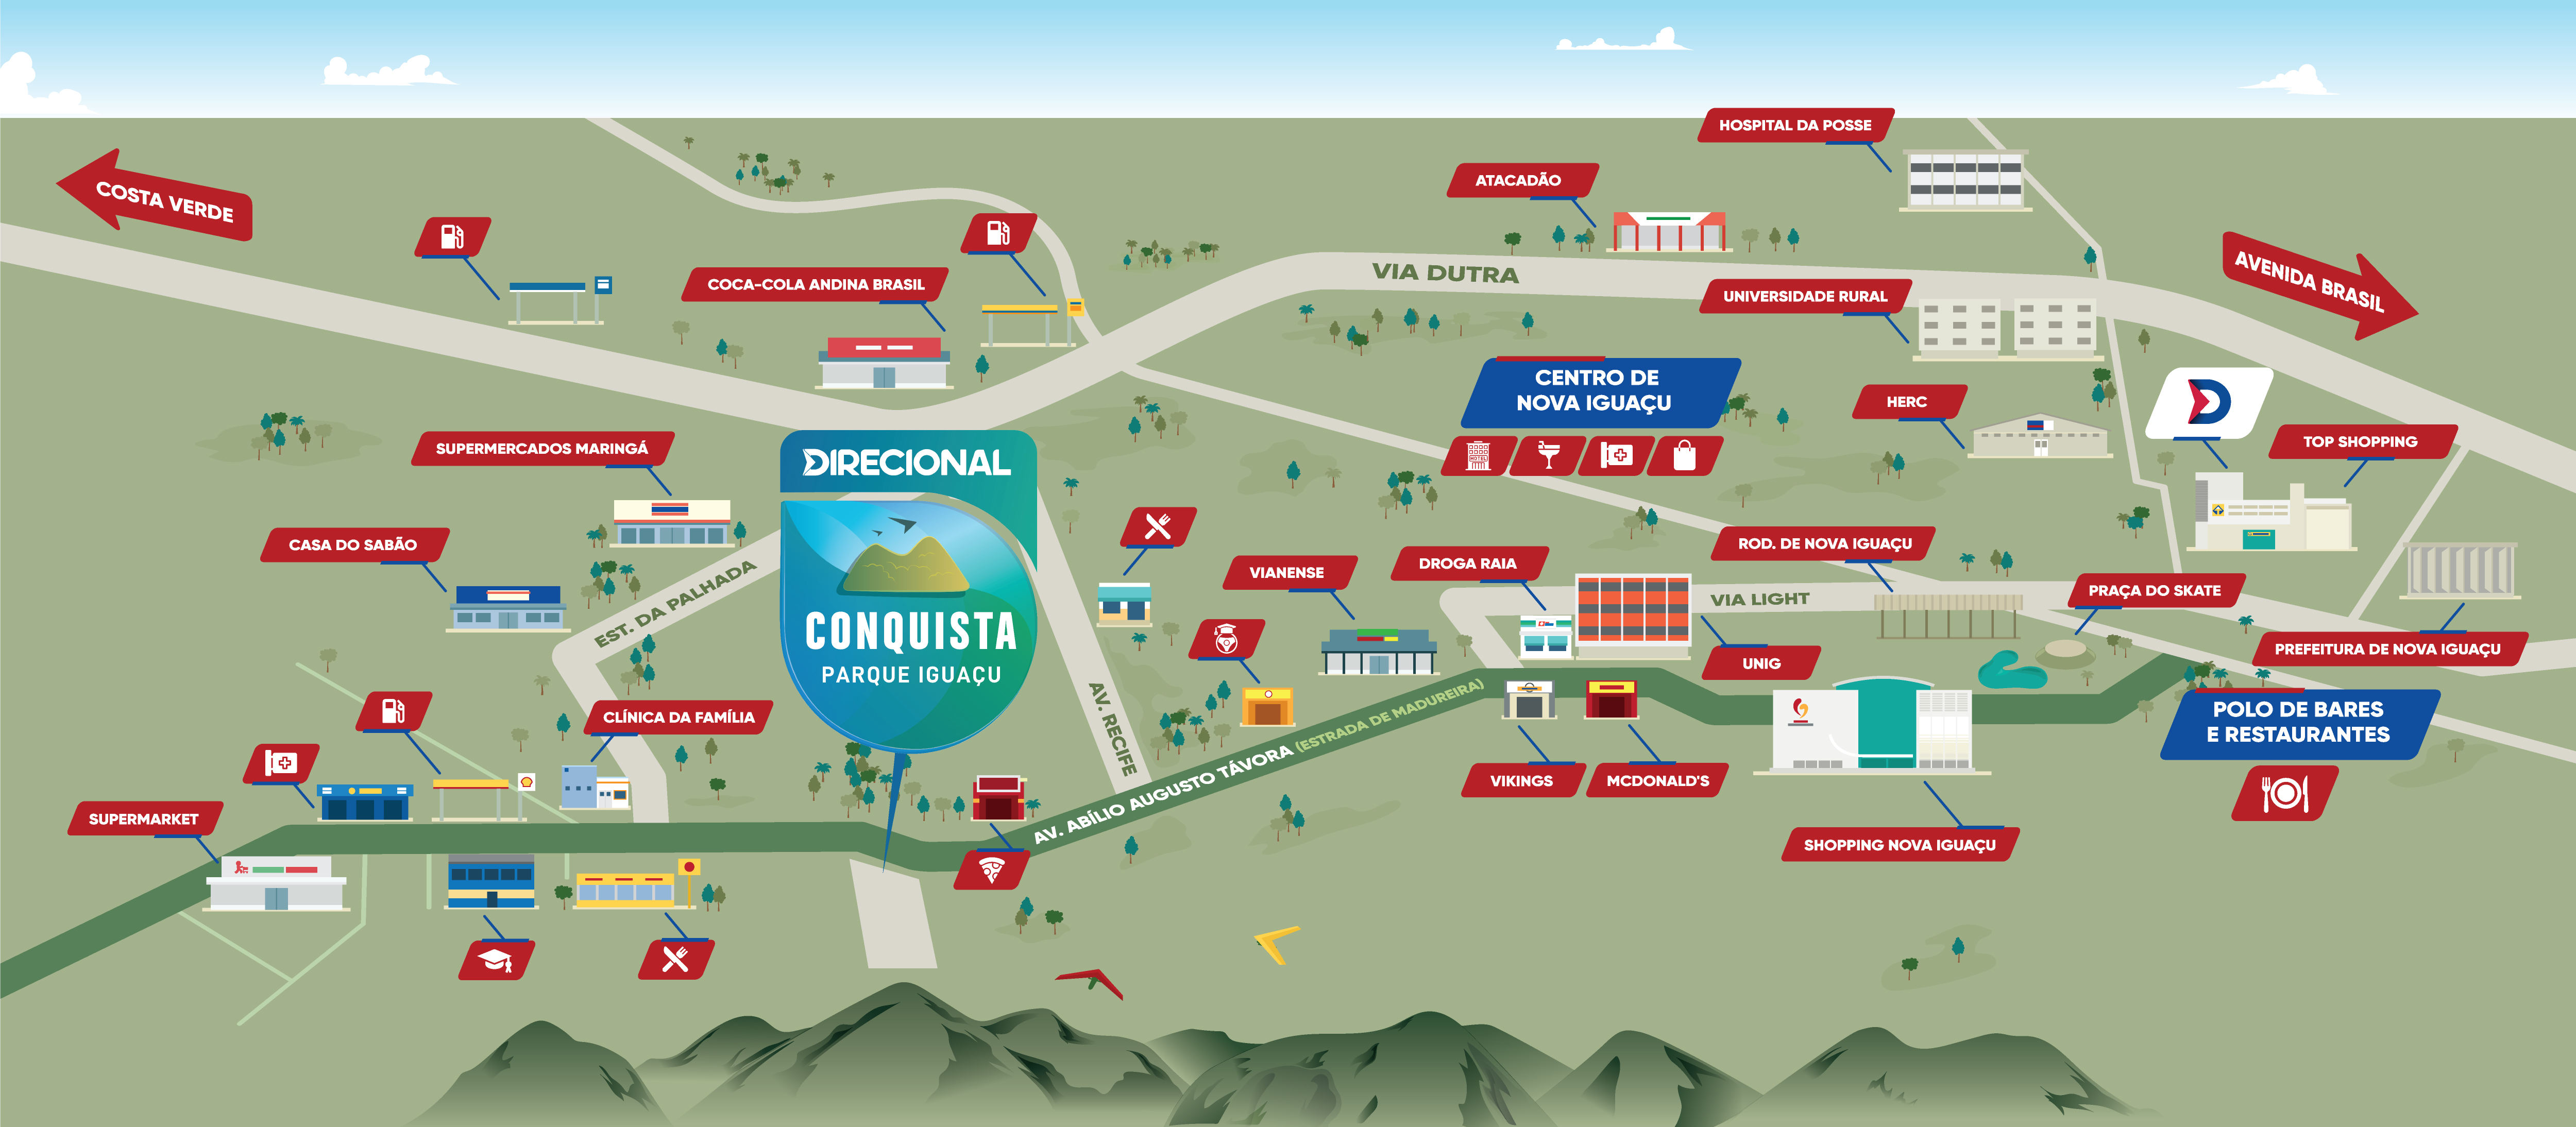 HOSPITAL DA POSSE
ATACADÃO
COSTA VERDE
AVENIDA BRASIL
COCA-COLA ANDINA BRASIL
VIA DUTRA
UNIVERSIDADE RURAL
CENTRO DE
NOVA IGUAÇU
HERC
TOP SHOPPING
SUPERMERCADOS MARINGÁ
DIRECIONAL
CONQUISTA
PARQUE IGUAÇU
CASA DO SABÃO
EST. DA PALHADA
VIANENSE
DROGA RAIA
ROD. DE NOVA IGUAÇU
VIA LIGHT
PRAÇA DO SKATE
PREFEITURA DE NOVA IGUAÇU
UNIG
CLÍNICA DA FAMÍLIA
AV. RECIFE
POLO DE BARES
E RESTAURANTES
AV. ABÍLIO AUGUSTO TÁVORA (ESTRADA DE MADUREIRA)
VIKINGS
MCDONALD'S
SUPERMARKET
SHOPPING NOVA IGUAÇU